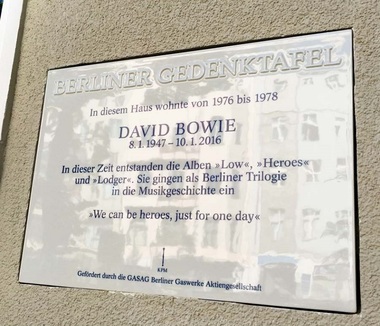 BERLINER GEDENKTAFEL
In diesem Haus wohnte von 1976 bis 1978
DAVID BOWIE
8. 1. 1947 – 10. 1. 2016
In dieser Zeit entstanden die Alben »Low«, »Heroes«
und »Lodger«. Sie gingen als Berliner Trilogie
in die Musikgeschichte ein
»We can be heroes, just for one day«
KPM
Gefördert durch die GASAG Berliner Gaswerke Aktiengesellschaft